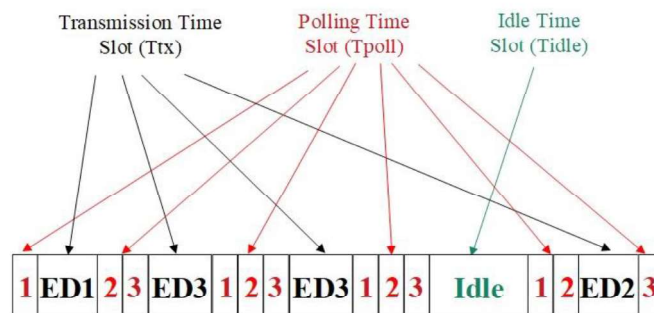 Transmission Time
Slot (Ttx)
Polling Time
Slot (Tpoll)
Idle Time
Slot (Tidle)
1 ED1 2 3 ED3 1 2 3 ED3 1 2 3 Idle 1 2 ED2 3